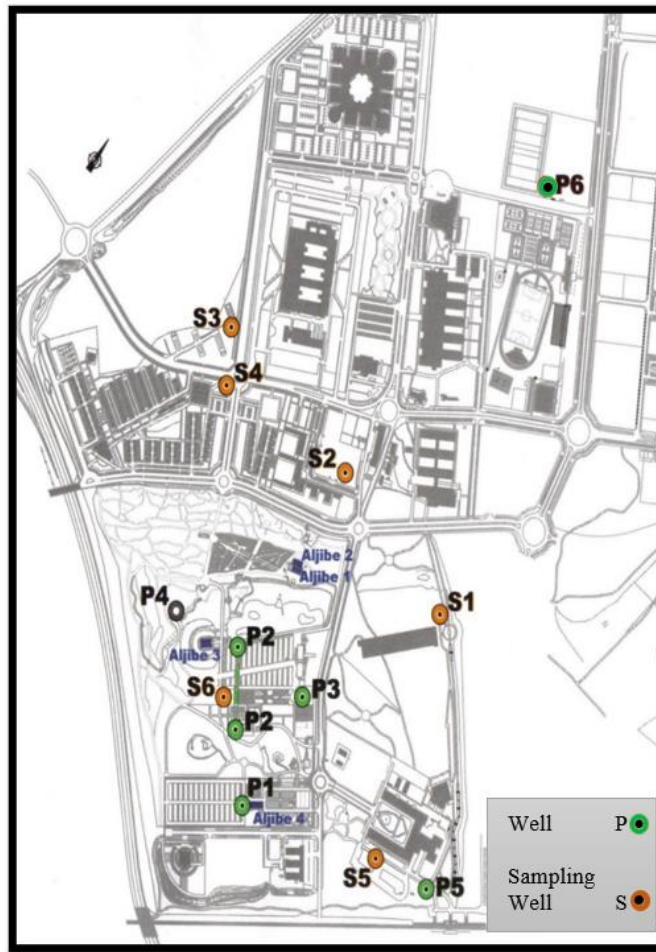 P6
S3
S4
S2
Aljibe 2
Aljibe 1
P4
S1
P2
Aljibe 3
S6
P3
P2
P1
Aljibe 4
S5
P5
Well P
Sampling
Well S